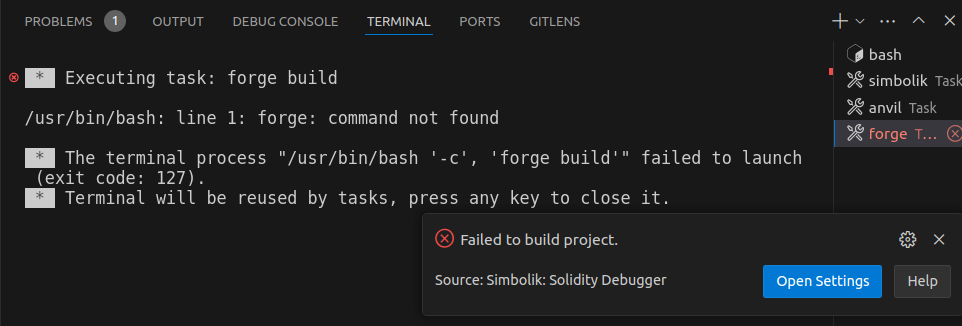 PROBLEMS 1 OUTPUT DEBUG CONSOLE TERMINAL PORTS GITLENS
* Executing task: forge build
/usr/bin/bash: line 1: forge: command not found
* The terminal process "/usr/bin/bash '-c', 'forge build'" failed to launch
(exit code: 127).
* Terminal will be reused by tasks, press any key to close it.
bash
simbolik Task
anvil Task
forge T...
Failed to build project.
Source: Simbolik: Solidity Debugger
Open Settings
Help